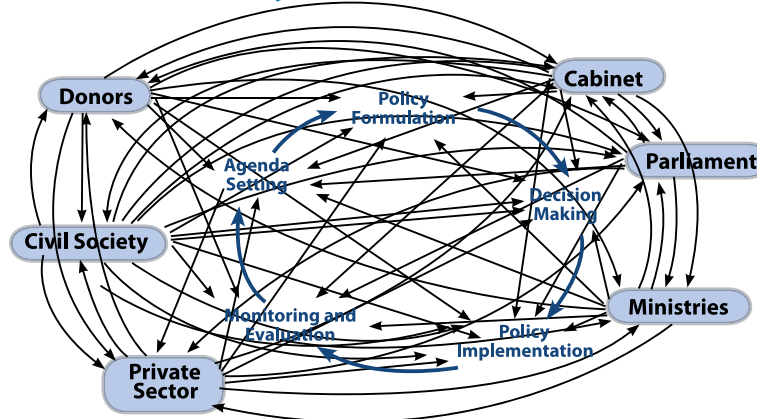 Cabinet
Donors
Policy
Formulation
Parliament
Agenda
Setting
Decision
Making
Civil Society
Ministries
Monitoring and
Evaluation
Policy
Implementation
Private
Sector